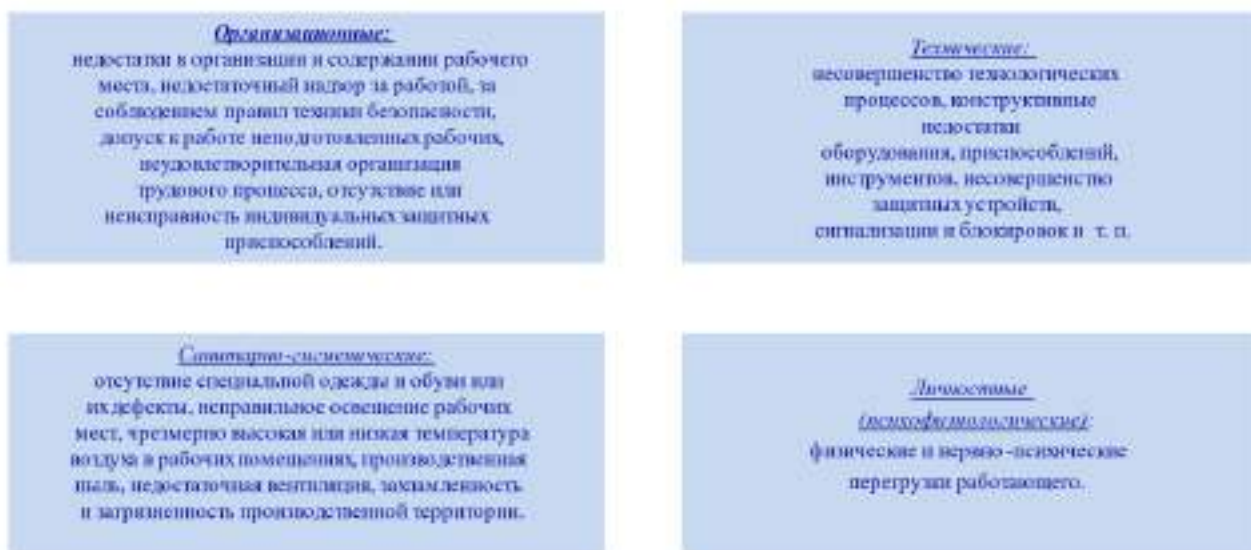 Организационные:
недостатки в организации и содержании рабочего
места, недостаточный надзор за работой, за
соблюдением правил техники безопасности,
допуск к работе неподготовленных рабочих,
неудовлетворительная организация
трудового процесса, отсутствие или
неисправность индивидуальных защитных
приспособлений.
Технические:
несовершенство технологических
процессов, конструктивные
недостатки
оборудования, приспособлений,
инструментов, несовершенство
защитных устройств,
сигнализации и блокировок и т. п.
Санитарно-гигиенические:
отсутствие специальной одежды и обуви или
их дефекты, неправильное освещение рабочих
мест, чрезмерно высокая или низкая температура
воздуха в рабочих помещениях, производственная
пыль, недостаточная вентиляция, захламленность
и загрязненность производственной территории.
Личностные
(психофизиологические):
физические и нервно-психические
перегрузки работающего.